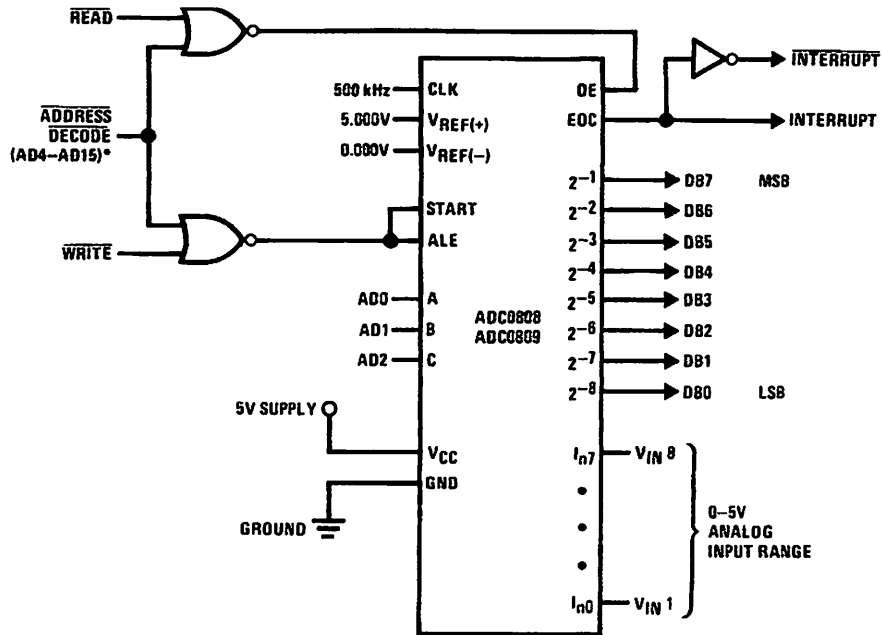 READ
ADDRESS
DECODE
(AD4–AD15)*
WRITE
500 kHz
5.000V
0.000V
CLK
VREF(+)
VREF(–)
START
ALE
AD0
AD1
AD2
A
B
C
5V SUPPLY
VCC
GND
GROUND
ADC0808
ADC0809
OE
EOC
INTERRUPT
INTERRUPT
2–1 DB7 MSB
2–2 DB6
2–3 DB5
2–4 DB4
2–5 DB3
2–6 DB2
2–7 DB1
2–8 DB0 LSB
In7 VIN 8
In0 VIN 1
0–5V
ANALOG
INPUT RANGE